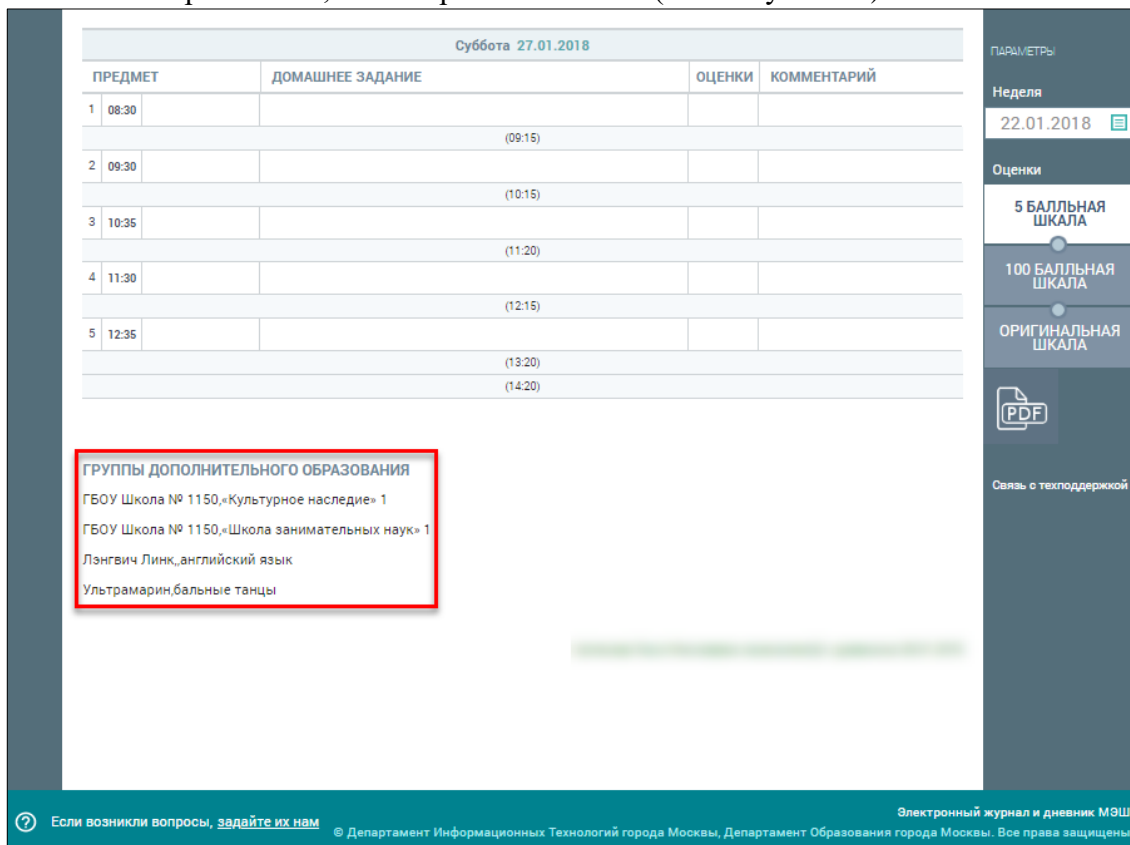 Суббота 27.01.2018
ПРЕДМЕТ ДОМАШНЕЕ ЗАДАНИЕ ОЦЕНКИ КОММЕНТАРИЙ
1 08:30
(09:15)
2 09:30
(10:15)
3 10:35
(11:20)
4 11:30
(12:15)
5 12:35
(13:20)
(14:20)
ГРУППЫ ДОПОЛНИТЕЛЬНОГО ОБРАЗОВАНИЯ
ГБОУ Школа № 1150,«Культурное наследие» 1
ГБОУ Школа № 1150,«Школа занимательных наук» 1
Лэнгвич Линк,,английский язык
Ультрамарин,бальные танцы
ПАРАМЕТРЫ
Неделя
22.01.2018
Оценки
5 БАЛЛЬНАЯ
ШКАЛА
100 БАЛЛЬНАЯ
ШКАЛА
ОРИГИНАЛЬНАЯ
ШКАЛА
PDF
Связь с техподдержкой
? Если возникли вопросы, задайте их нам
Электронный журнал и дневник МЭШ
© Департамент Информационных Технологий города Москвы, Департамент Образования города Москвы. Все права защищены